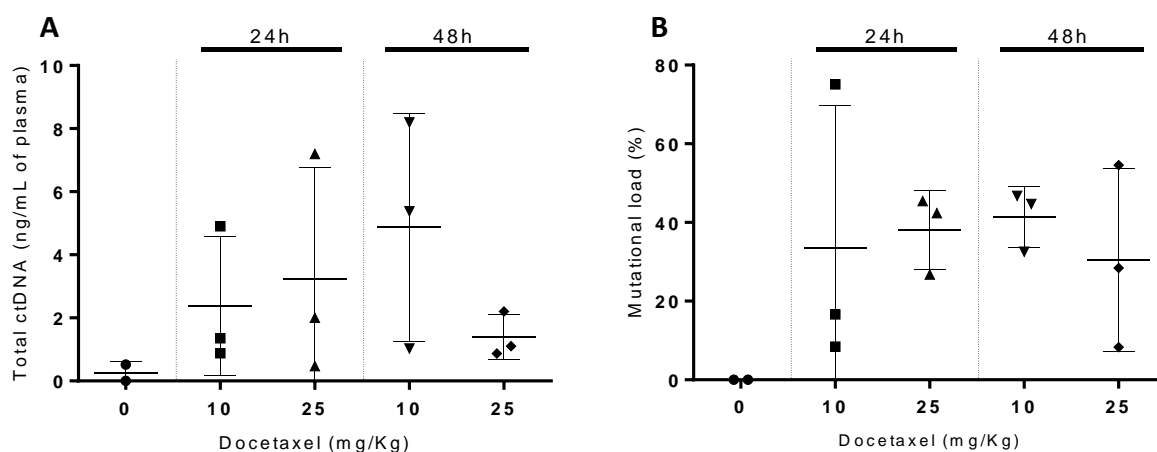 A
24h
48h
Total ctDNA (ng/mL of plasma)
10
8
6
4
2
0
0
10
25
10
25
Docetaxel (mg/Kg)
B
24h
48h
Mutational load (%)
80
60
40
20
0
0
10
25
10
25
Docetaxel (mg/Kg)